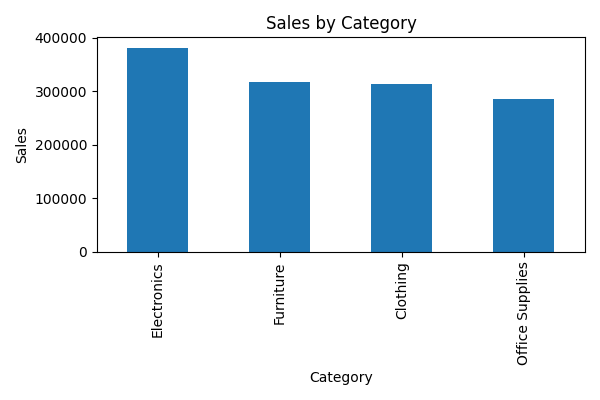 Sales by Category
Sales
400000
300000
200000
100000
0
Electronics
Furniture
Clothing
Office Supplies
Category